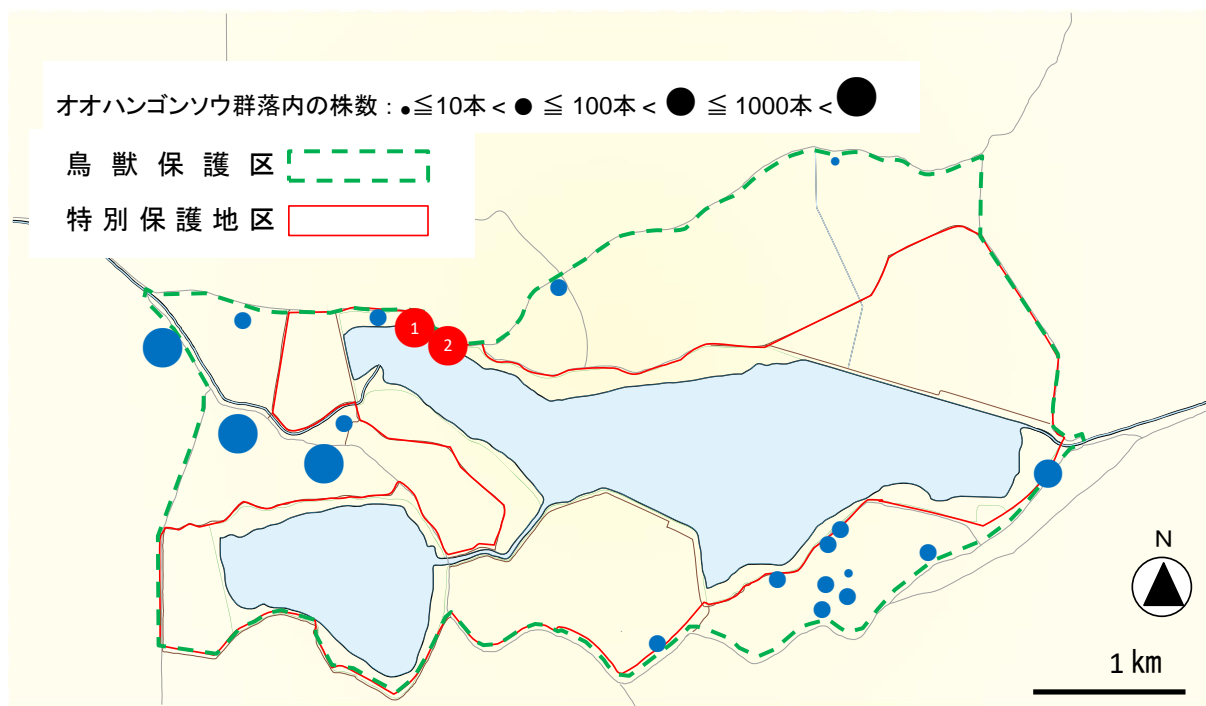 オオハンゴンソウ群落内の株数 : ≦10本 < ≦ 100本 < ≦ 1000本 <
鳥獣保護区
特別保護地区
1
2
N
1 km